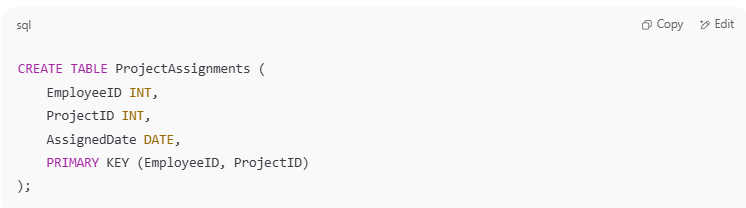 sql
Copy
Edit
CREATE TABLE ProjectAssignments (
    EmployeeID INT,
    ProjectID INT,
    AssignedDate DATE,
    PRIMARY KEY (EmployeeID, ProjectID)
);